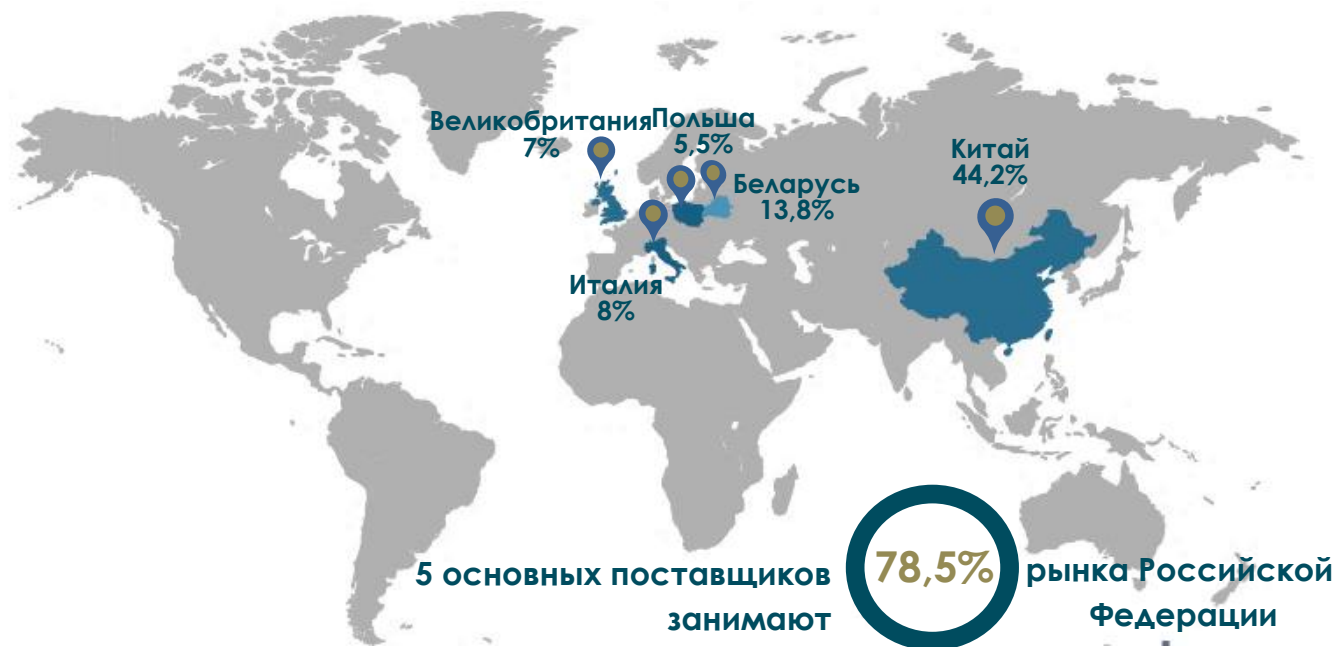 Великобритания
7%
Польша
5,5%
Беларусь
13,8%
Китай
44,2%
Италия
8%
5 основных поставщиков
занимают
78,5%
рынка Российской
Федерации